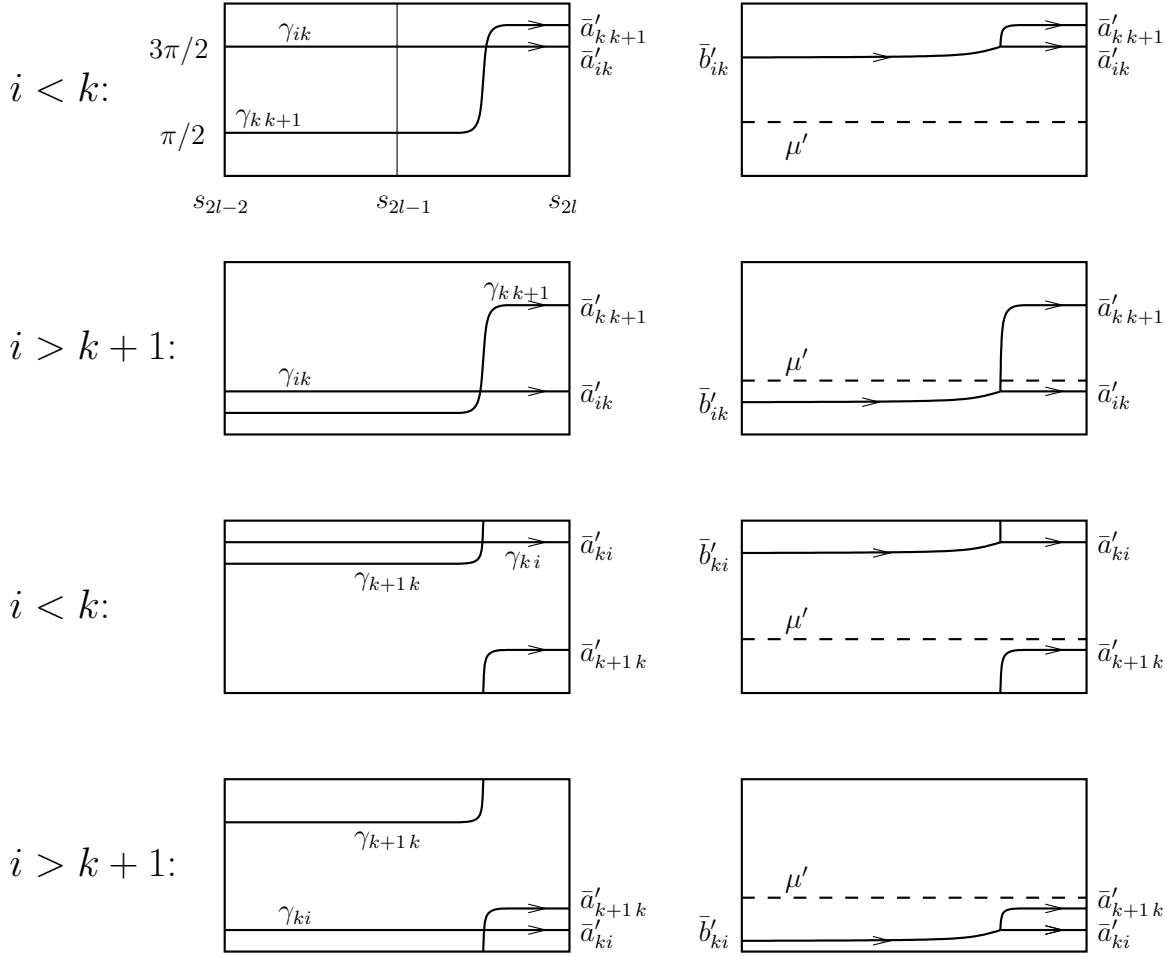 i < k:
3π/2
π/2
γ_{ik}
γ_{k k+1}
ā′_{k k+1}
ā′_{ik}
s_{2l−2} s_{2l−1} s_{2l}
b̄′_{ik}
μ′
ā′_{k k+1}
ā′_{ik}
i > k + 1:
γ_{k k+1}
γ_{ik}
ā′_{k k+1}
ā′_{ik}
μ′
b̄′_{ik}
ā′_{k k+1}
ā′_{ik}
i < k:
γ_{k i}
γ_{k+1 k}
ā′_{ki}
ā′_{k+1 k}
b̄′_{ki}
μ′
ā′_{ki}
ā′_{k+1 k}
i > k + 1:
γ_{k+1 k}
γ_{ki}
ā′_{k+1 k}
ā′_{ki}
μ′
b̄′_{ki}
ā′_{k+1 k}
ā′_{ki}